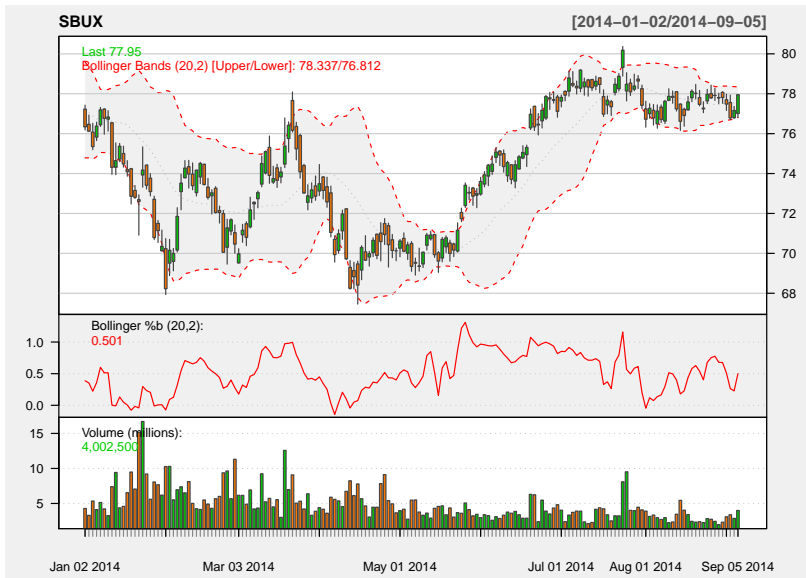 SBUX
[2014−01−02/2014−09−05]
Last 77.95
Bollinger Bands (20,2) [Upper/Lower]: 78.337/76.812
80
78
76
74
72
70
68
Bollinger %b (20,2):
0.501
1.0
0.5
0.0
Volume (millions):
4,002,500
15
10
5
Jan 02 2014
Mar 03 2014
May 01 2014
Jul 01 2014
Aug 01 2014
Sep 05 2014